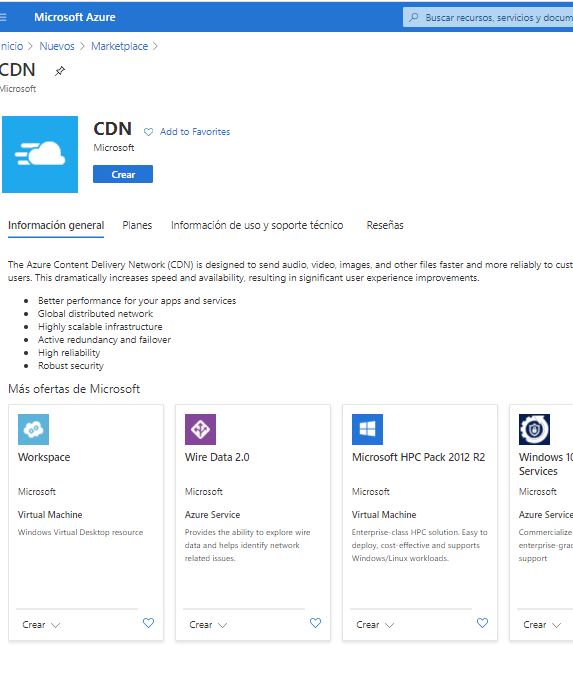 Microsoft Azure
Buscar recursos, servicios y docum
nicio > Nuevos > Marketplace >
CDN
Microsoft
CDN
Add to Favorites
Microsoft
Crear
Información general Planes Información de uso y soporte técnico Reseñas
The Azure Content Delivery Network (CDN) is designed to send audio, video, images, and other files faster and more reliably to cust
users. This dramatically increases speed and availability, resulting in significant user experience improvements.
• Better performance for your apps and services
• Global distributed network
• Highly scalable infrastructure
• Active redundancy and failover
• High reliability
• Robust security
Más ofertas de Microsoft
Workspace
Microsoft
Virtual Machine
Windows Virtual Desktop resource
Crear
Wire Data 2.0
Microsoft
Azure Service
Provides the ability to explore wire
data and helps identify network
related issues.
Crear
Microsoft HPC Pack 2012 R2
Microsoft
Virtual Machine
Enterprise-class HPC solution. Easy to
deploy, cost-effective and supports
Windows/Linux workloads.
Crear
Windows 10
Services
Microsoft
Azure Service
Commercialize
enterprise-grad
support
Crear